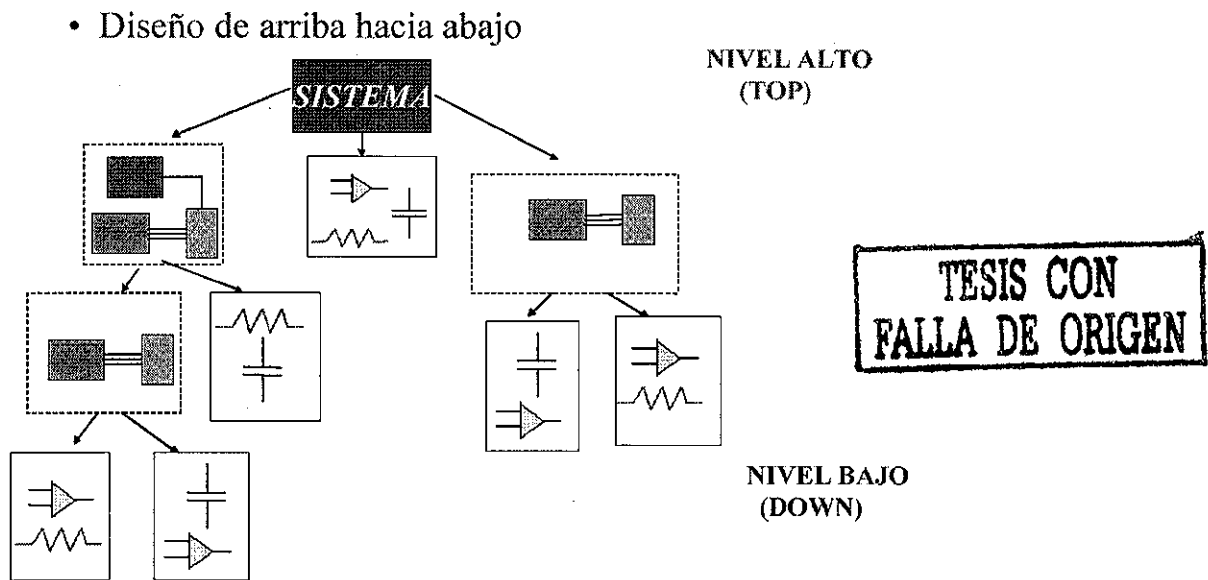 • Diseño de arriba hacia abajo
NIVEL ALTO
(TOP)
SISTEMA
TESIS CON
FALLA DE ORIGEN
NIVEL BAJO
(DOWN)